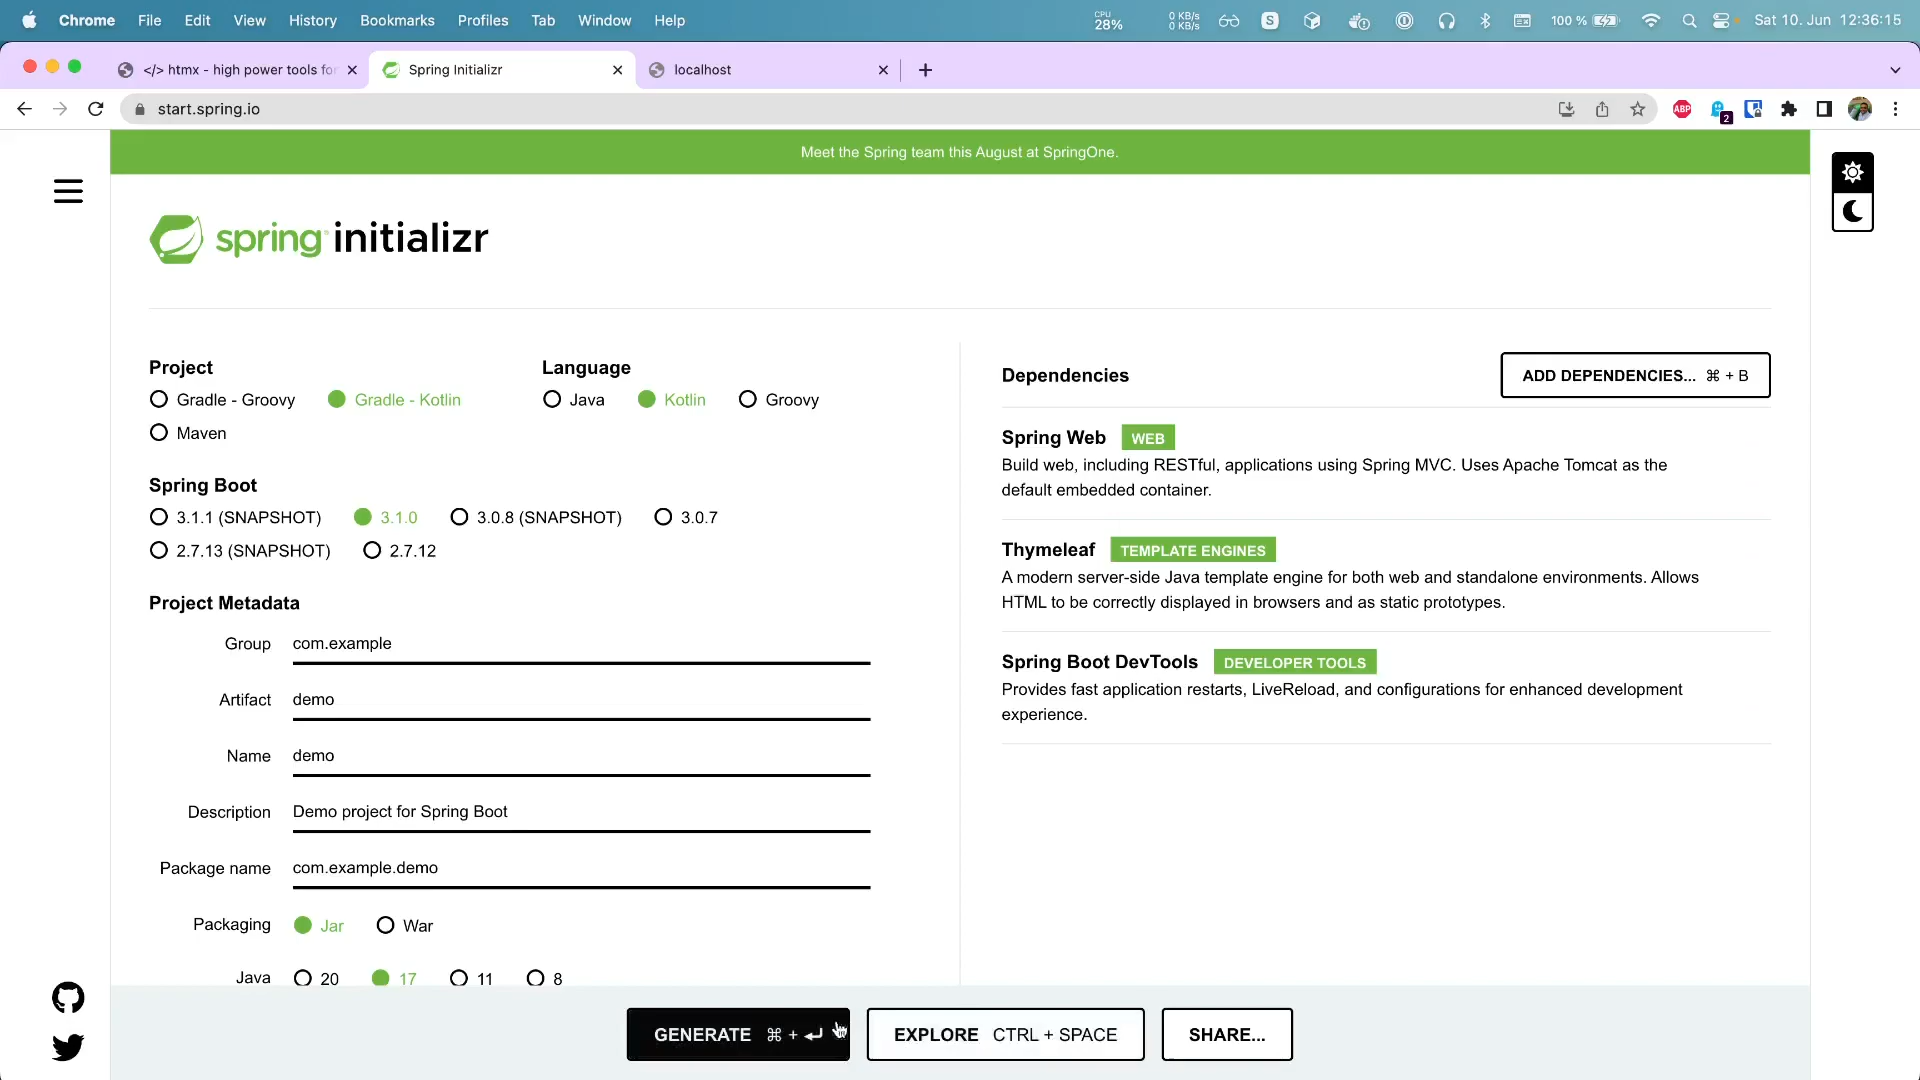 Chrome File Edit View History Bookmarks Profiles Tab Window Help CPU 28% 0 KB/s 0 KB/s 100 % Sat 10. Jun 12:36:15
</> htmx - high power tools for
Spring Initializr
localhost
start.spring.io
ABP
2
Meet the Spring team this August at SpringOne.
spring initializr
Project
Gradle - Groovy Gradle - Kotlin
Maven
Language
Java Kotlin Groovy
Spring Boot
3.1.1 (SNAPSHOT) 3.1.0 3.0.8 (SNAPSHOT) 3.0.7
2.7.13 (SNAPSHOT) 2.7.12
Project Metadata
Group com.example
Artifact demo
Name demo
Description Demo project for Spring Boot
Package name com.example.demo
Packaging Jar War
Java 20 17 11 8
Dependencies
ADD DEPENDENCIES... ⌘ + B
Spring Web WEB
Build web, including RESTful, applications using Spring MVC. Uses Apache Tomcat as the
default embedded container.
Thymeleaf TEMPLATE ENGINES
A modern server-side Java template engine for both web and standalone environments. Allows
HTML to be correctly displayed in browsers and as static prototypes.
Spring Boot DevTools DEVELOPER TOOLS
Provides fast application restarts, LiveReload, and configurations for enhanced development
experience.
GENERATE ⌘ + ↵
EXPLORE CTRL + SPACE
SHARE...